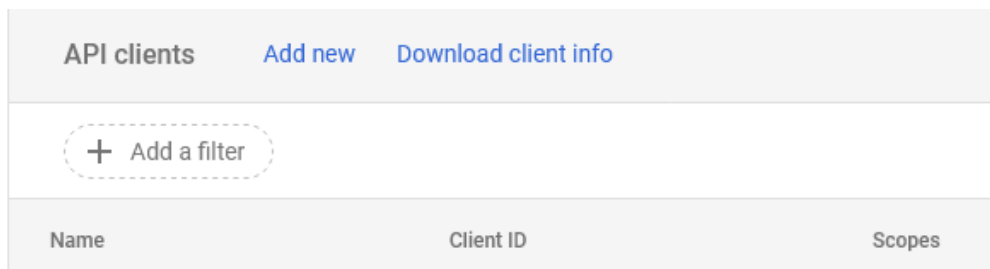 API clients Add new Download client info
+ Add a filter
Name Client ID Scopes